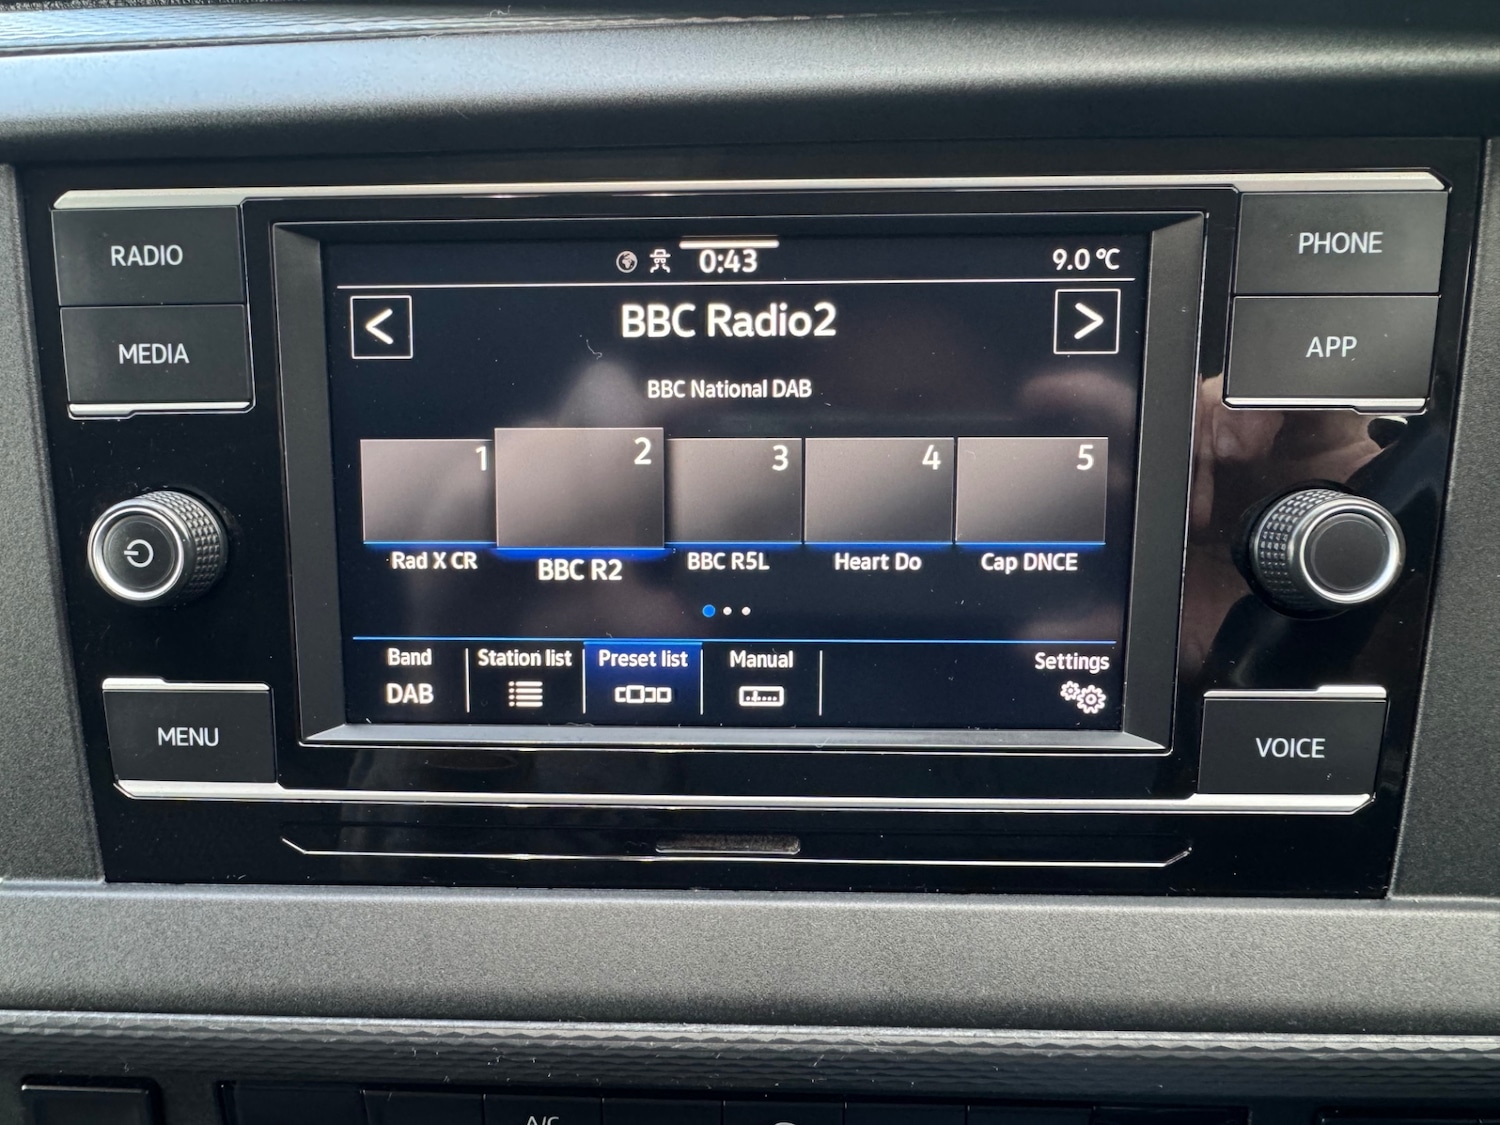 RADIO
MEDIA
MENU
PHONE
APP
VOICE
0:43
9.0 °C
<
BBC Radio2
>
BBC National DAB
1
2
3
4
5
Rad X CR
BBC R2
BBC R5L
Heart Do
Cap DNCE
Band
DAB
Station list
Preset list
Manual
Settings
A/C